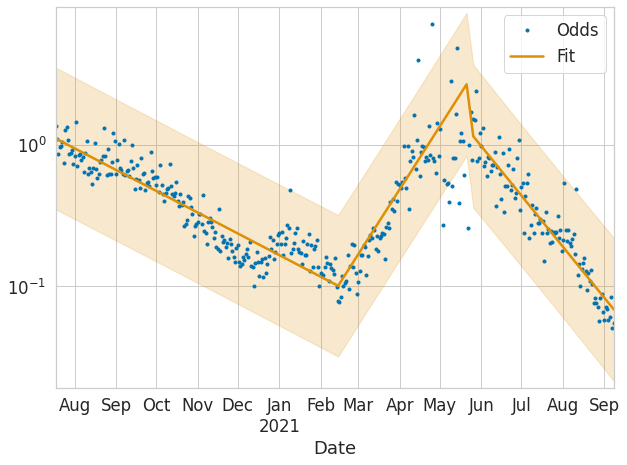 Odds
Fit
10⁰
10⁻¹
Aug Sep Oct Nov Dec Jan Feb Mar Apr May Jun Jul Aug Sep
2021
Date